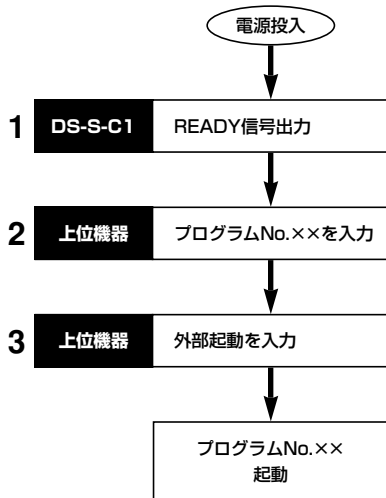 電源投入
1 DS-S-C1 READY信号出力
2 上位機器 プログラムNo.××を入力
3 上位機器 外部起動を入力
プログラムNo.××
起動